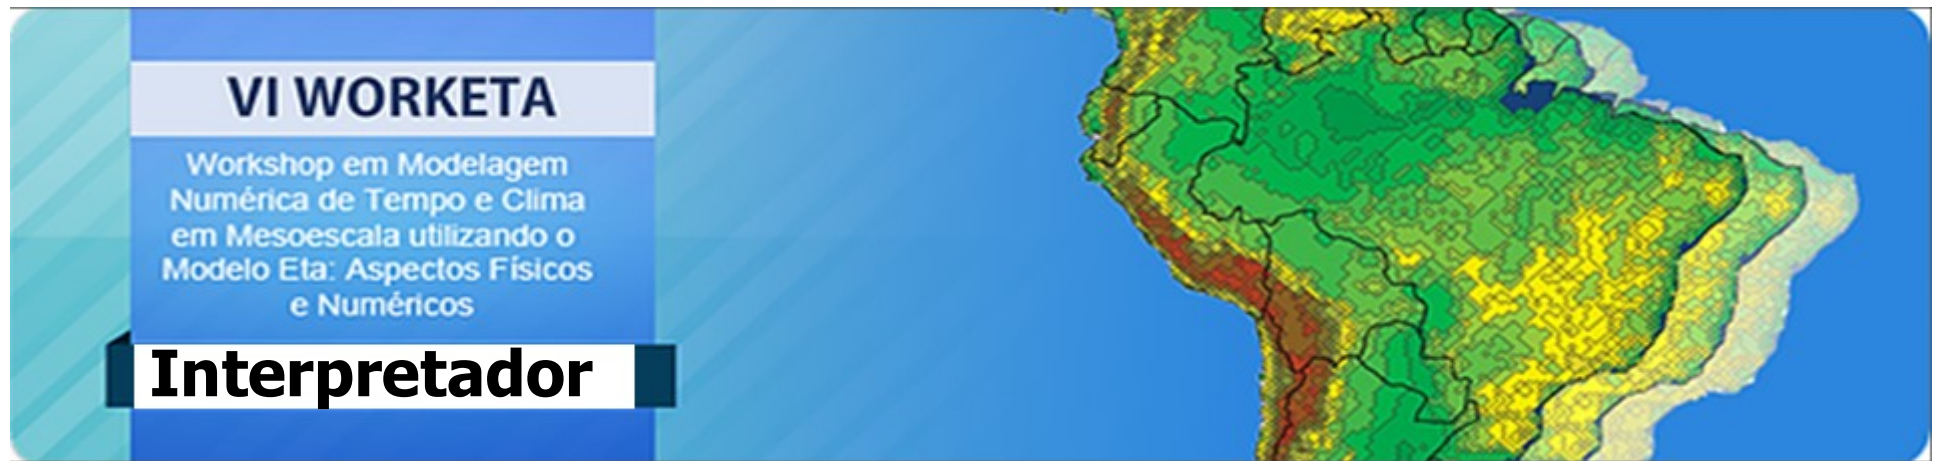 VI WORKETA
Workshop em Modelagem
Numérica de Tempo e Clima
em Mesoescala utilizando o
Modelo Eta: Aspectos Físicos
e Numéricos
Interpretador